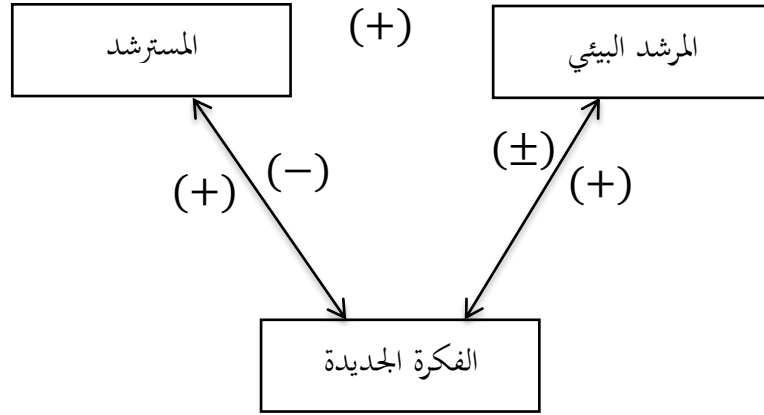 المرشد البيئي
(+)
المسترشد
(±)
(+)
(−)
(+)
الفكرة الجديدة